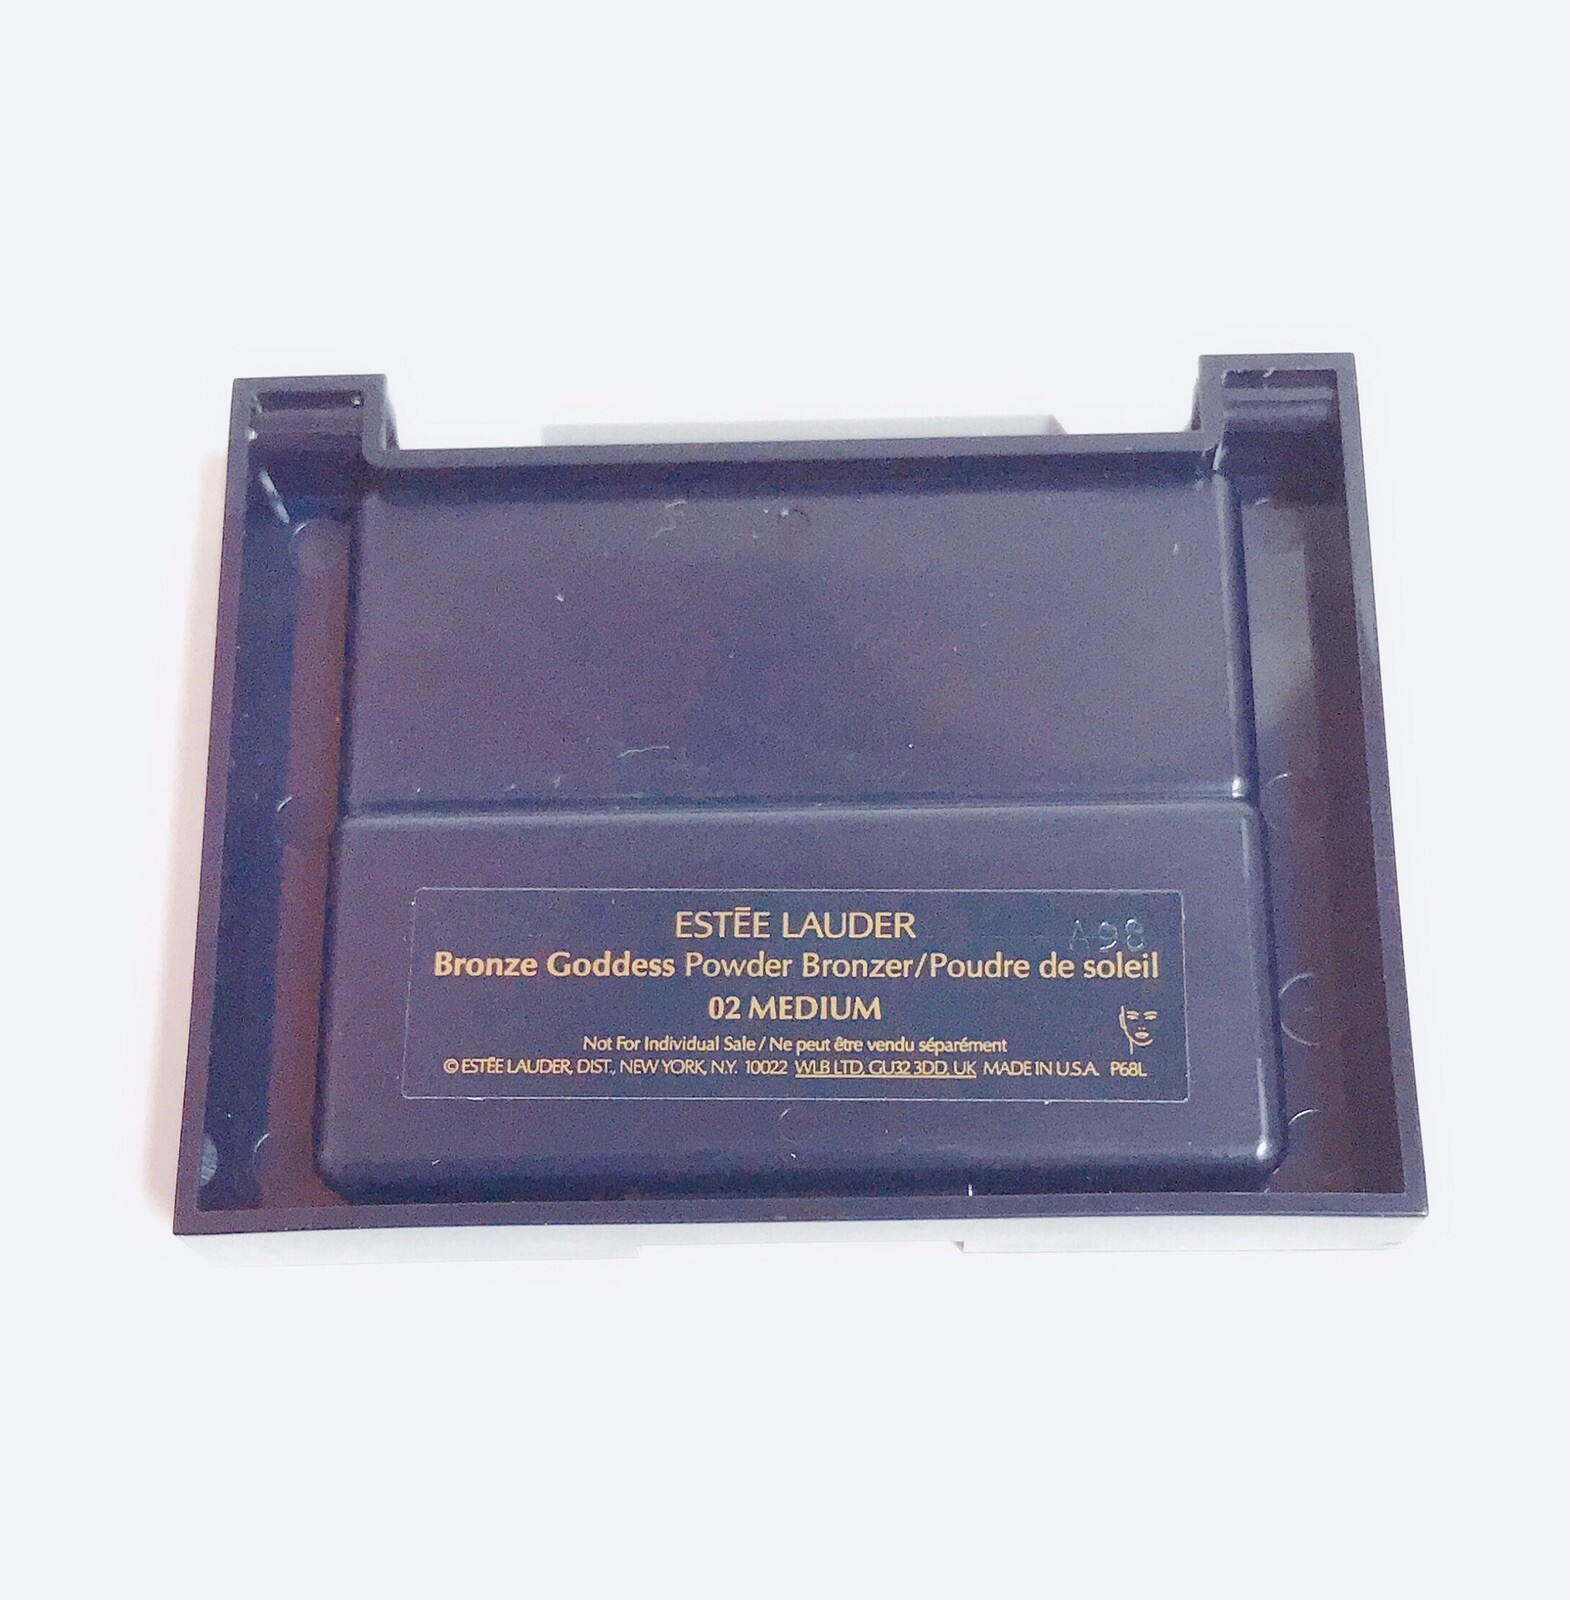 ESTĒE LAUDER
A98
Bronze Goddess Powder Bronzer/Poudre de soleil
02 MEDIUM
Not For Individual Sale / Ne peut être vendu séparément
© ESTĒE LAUDER, DIST., NEW YORK, N.Y. 10022 WLB LTD, GU32 3DD, UK MADE IN U.S.A. P68L